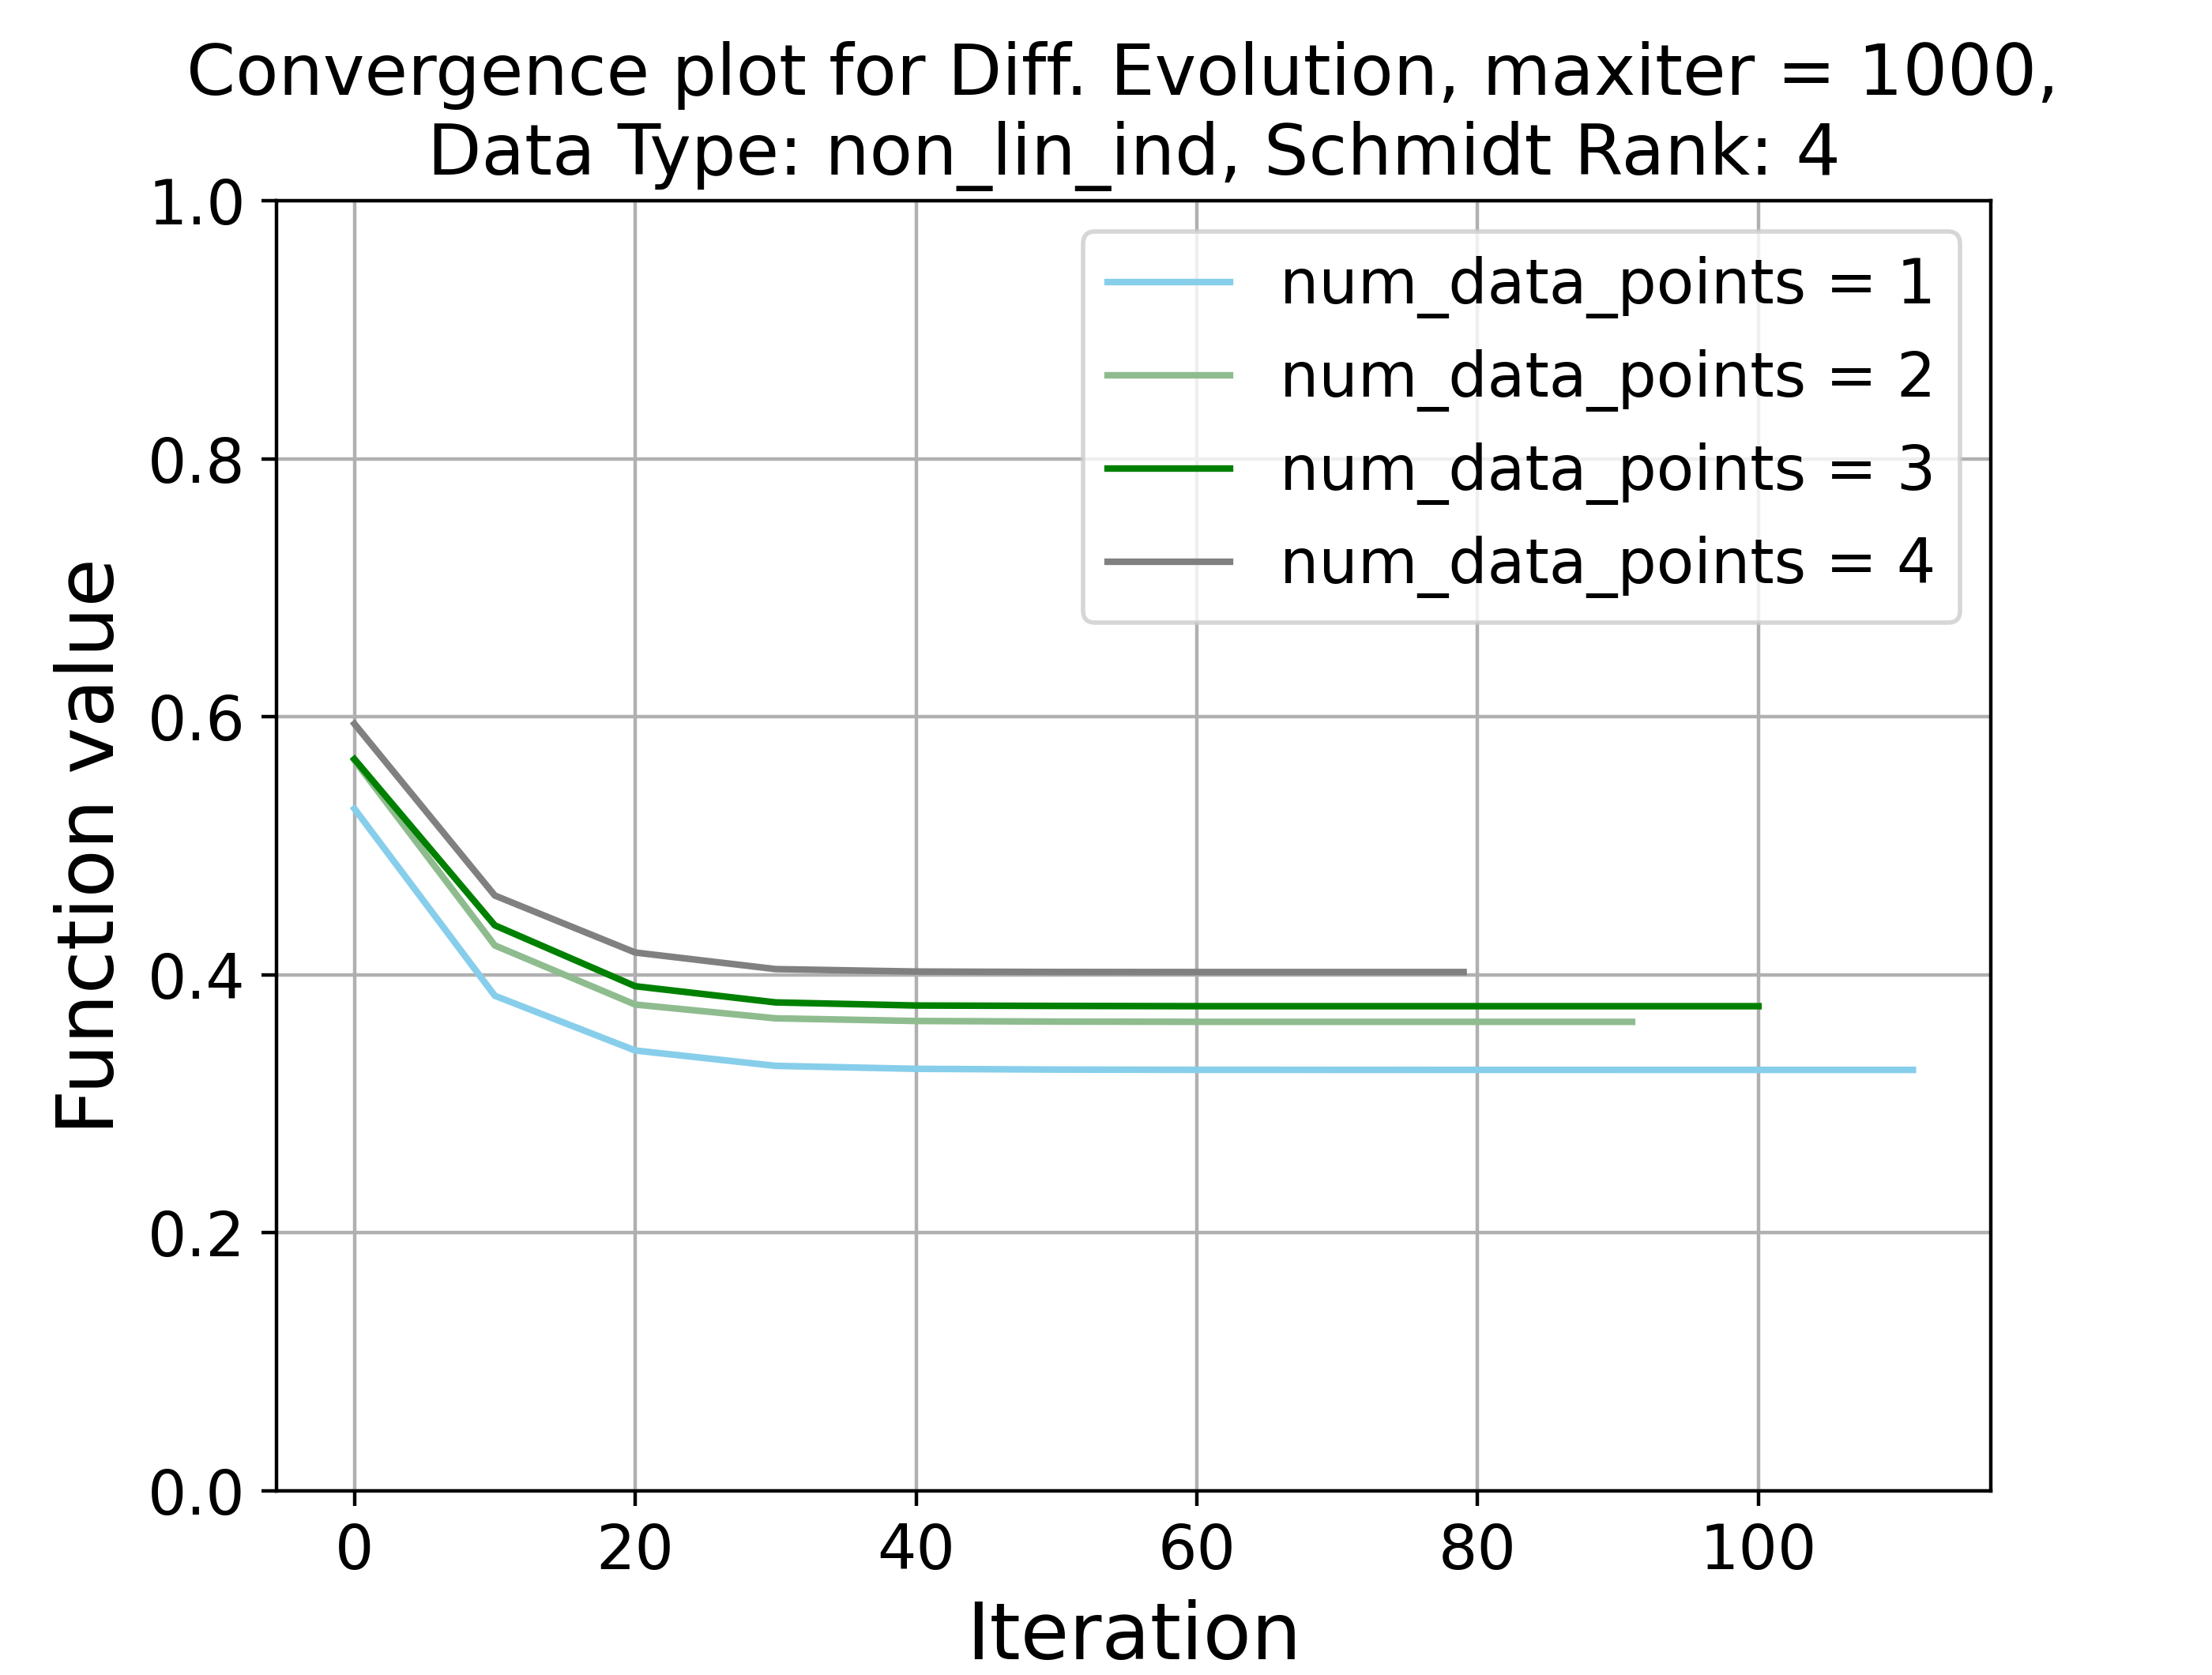 Convergence plot for Diff. Evolution, maxiter = 1000,
Data Type: non_lin_ind, Schmidt Rank: 4
1.0
0.8
0.6
0.4
0.2
0.0
Function value
num_data_points = 1
num_data_points = 2
num_data_points = 3
num_data_points = 4
0 20 40 60 80 100
Iteration